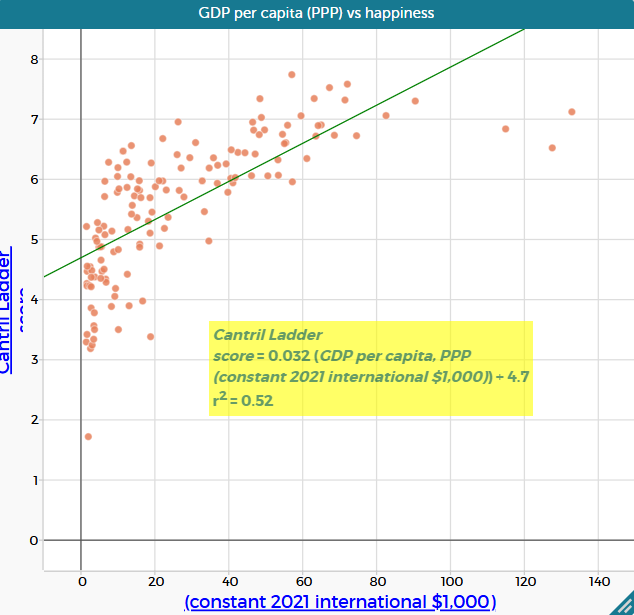 GDP per capita (PPP) vs happiness
8
7
6
5
4
3
2
1
0
Cantril Ladder
score
Cantril Ladder
score = 0.032 (GDP per capita, PPP
(constant 2021 international $1,000)) + 4.7
r² = 0.52
0 20 40 60 80 100 120 140
(constant 2021 international $1,000)